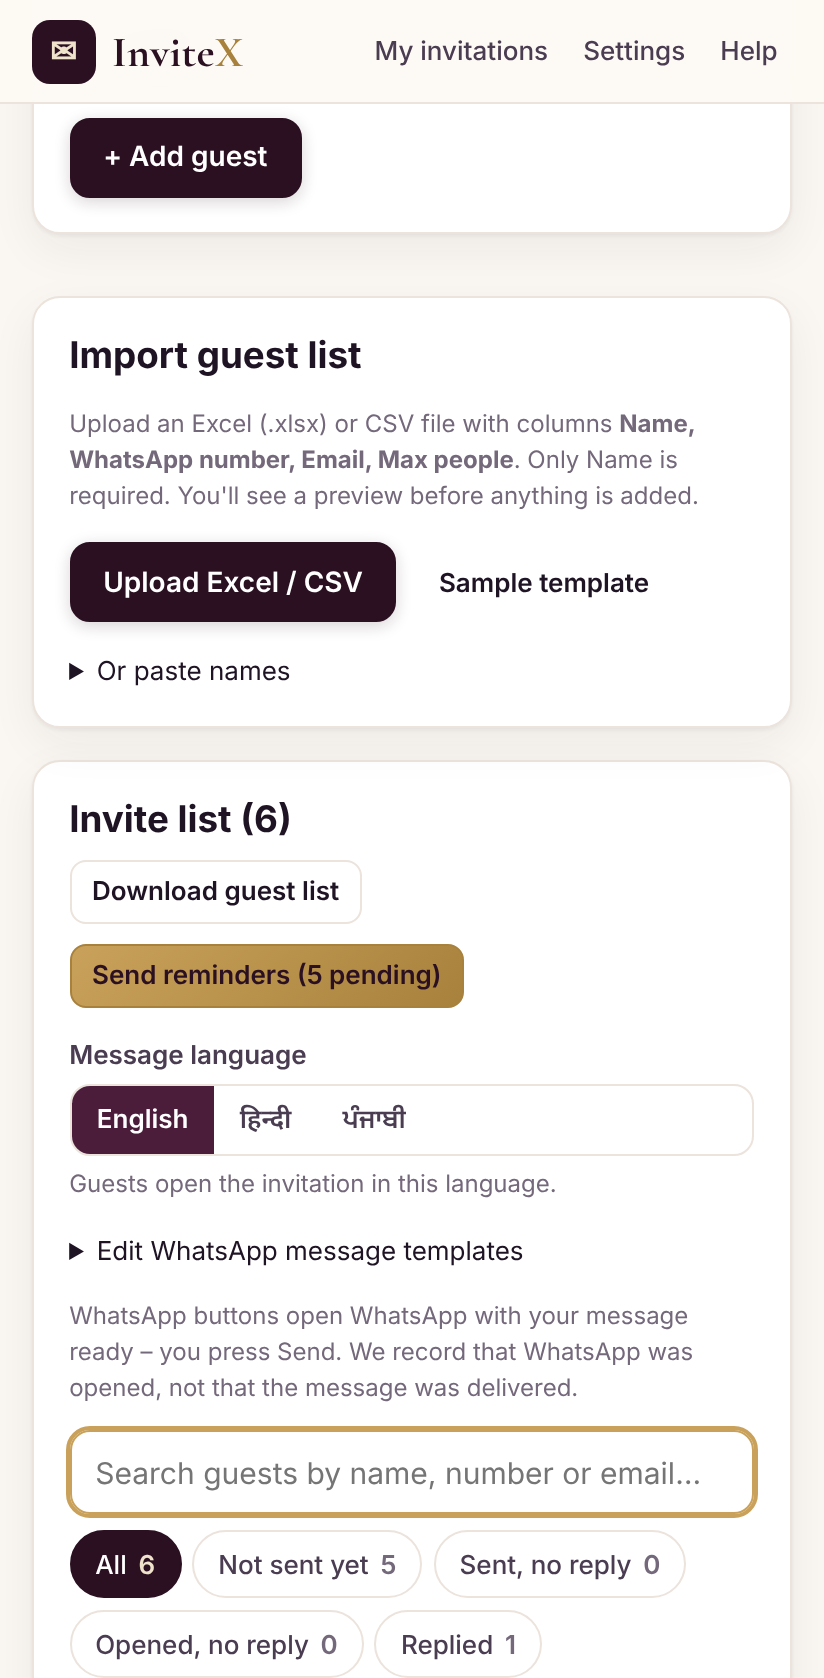 InviteX
My invitations
Settings
Help
+ Add guest
Import guest list
Upload an Excel (.xlsx) or CSV file with columns Name,
WhatsApp number, Email, Max people. Only Name is
required. You'll see a preview before anything is added.
Upload Excel / CSV
Sample template
Or paste names
Invite list (6)
Download guest list
Send reminders (5 pending)
Message language
English
हिन्दी
ਪੰਜਾਬੀ
Guests open the invitation in this language.
Edit WhatsApp message templates
WhatsApp buttons open WhatsApp with your message
ready – you press Send. We record that WhatsApp was
opened, not that the message was delivered.
Search guests by name, number or email...
All 6
Not sent yet 5
Sent, no reply 0
Opened, no reply 0
Replied 1